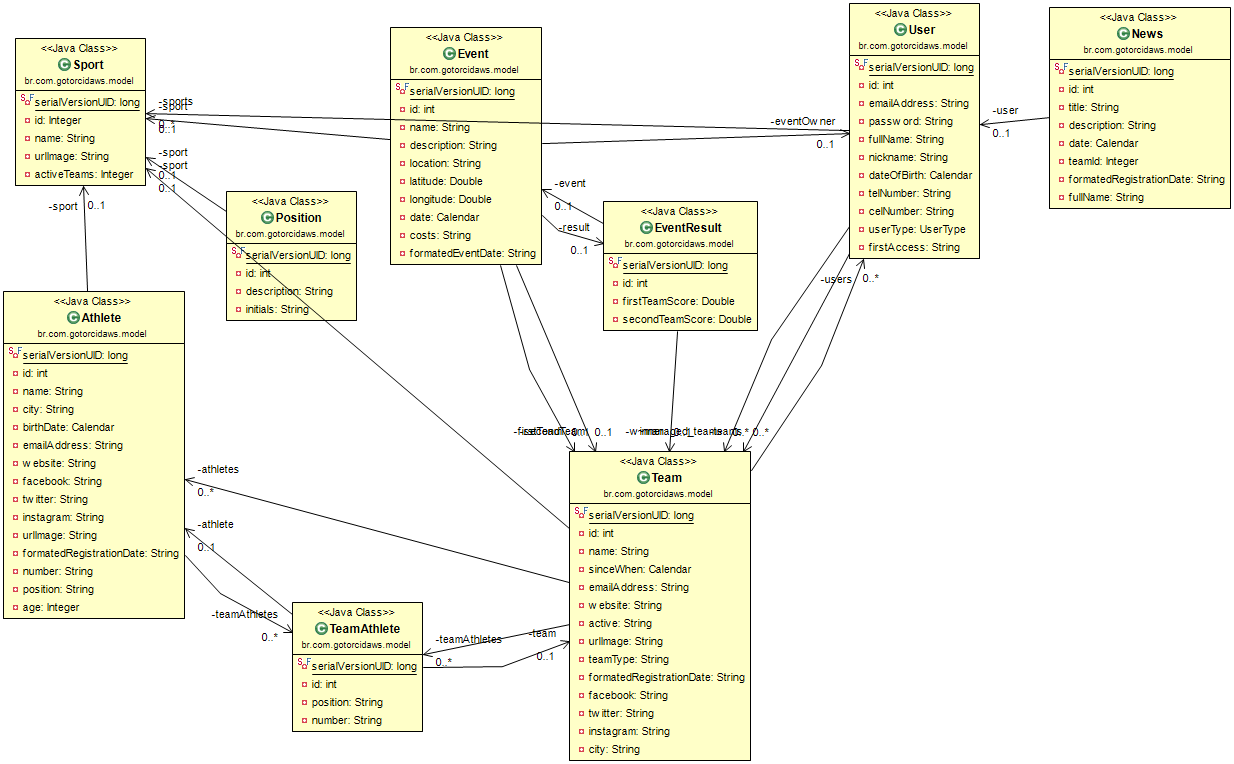 <<Java Class>>
Sport
br.com.gotorcidaws.model
serialVersionUID: long
id: Integer
name: String
urlImage: String
activeTeams: Integer
<<Java Class>>
Event
br.com.gotorcidaws.model
serialVersionUID: long
id: int
name: String
description: String
location: String
latitude: Double
longitude: Double
date: Calendar
costs: String
formatedEventDate: String
<<Java Class>>
User
br.com.gotorcidaws.model
serialVersionUID: long
id: int
emailAddress: String
password: String
fullName: String
nickname: String
dateOfBirth: Calendar
telNumber: String
celNumber: String
userType: UserType
firstAccess: String
<<Java Class>>
News
br.com.gotorcidaws.model
serialVersionUID: long
id: int
title: String
description: String
date: Calendar
teamId: Integer
formatedRegistrationDate: String
fullName: String
-sports
-sport
0..*
0..1
-eventOwner
0..1
-user
0..1
-sport
-sport
0..1
0..1
-sport
0..1
<<Java Class>>
Position
br.com.gotorcidaws.model
serialVersionUID: long
id: int
description: String
initials: String
-event
0..1
-result
0..1
<<Java Class>>
EventResult
br.com.gotorcidaws.model
serialVersionUID: long
id: int
firstTeamScore: Double
secondTeamScore: Double
-users
0..*
<<Java Class>>
Athlete
br.com.gotorcidaws.model
serialVersionUID: long
id: int
name: String
city: String
birthDate: Calendar
emailAddress: String
website: String
facebook: String
twitter: String
instagram: String
urlImage: String
formatedRegistrationDate: String
number: String
position: String
age: Integer
0..1
0..*
0..*
<<Java Class>>
Team
br.com.gotorcidaws.model
serialVersionUID: long
id: int
name: String
sinceWhen: Calendar
emailAddress: String
website: String
active: String
urlImage: String
teamType: String
formatedRegistrationDate: String
facebook: String
twitter: String
instagram: String
city: String
-athletes
0..*
-athlete
0..1
-teamAthletes
0..*
<<Java Class>>
TeamAthlete
br.com.gotorcidaws.model
serialVersionUID: long
id: int
position: String
number: String
-teamAthletes
0..*
-team
0..1